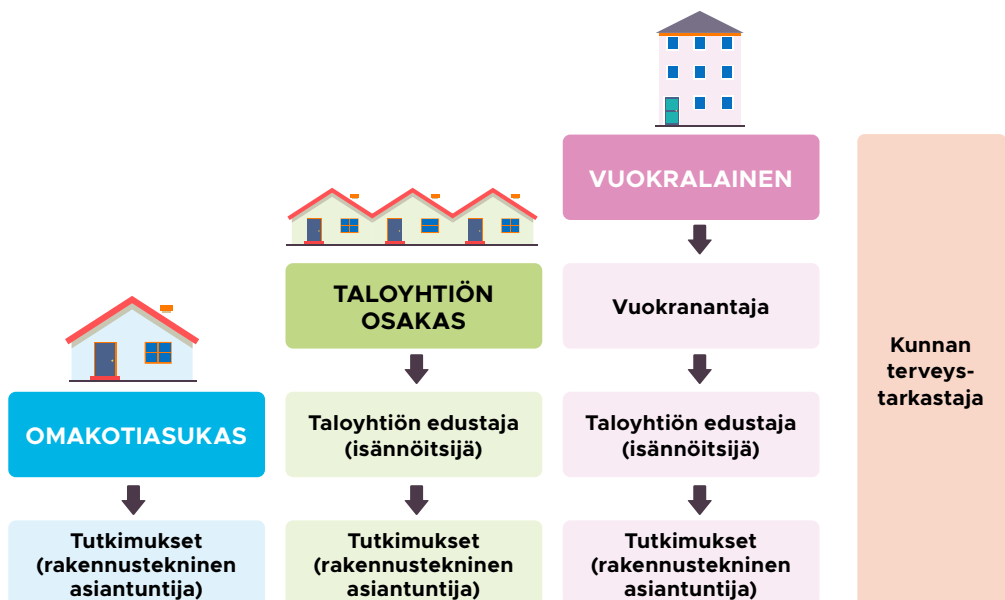 VUOKRALAINEN
TALOYHTIÖN
OSAKAS
Vuokranantaja
Kunnan
terveys-
tarkastaja
OMAKOTIASUKAS
Taloyhtiön edustaja
(isännöitsijä)
Taloyhtiön edustaja
(isännöitsijä)
Tutkimukset
(rakennustekninen
asiantuntija)
Tutkimukset
(rakennustekninen
asiantuntija)
Tutkimukset
(rakennustekninen
asiantuntija)